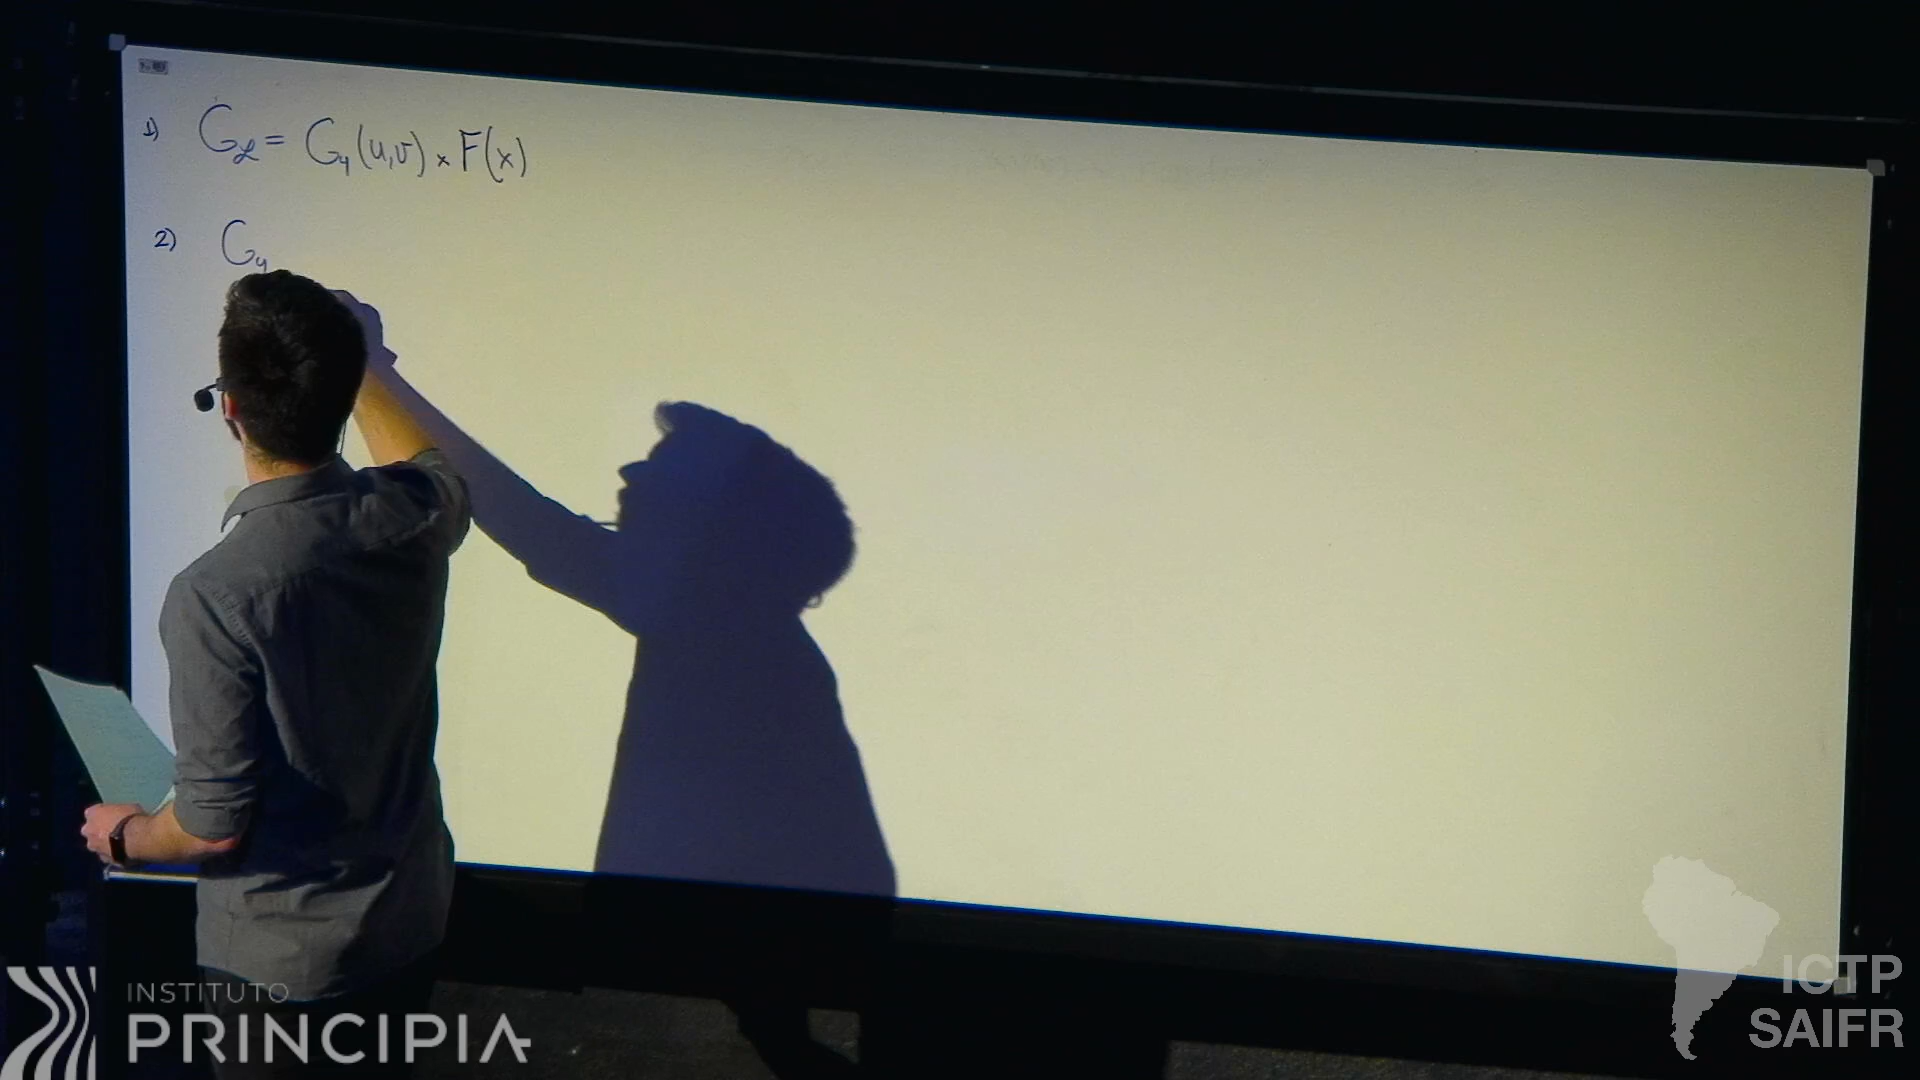 1) G_ℒ = G_4(u,v) × F(x)
2) G_4
INSTITUTO
PRINCIPIA
ICTP
SAIFR